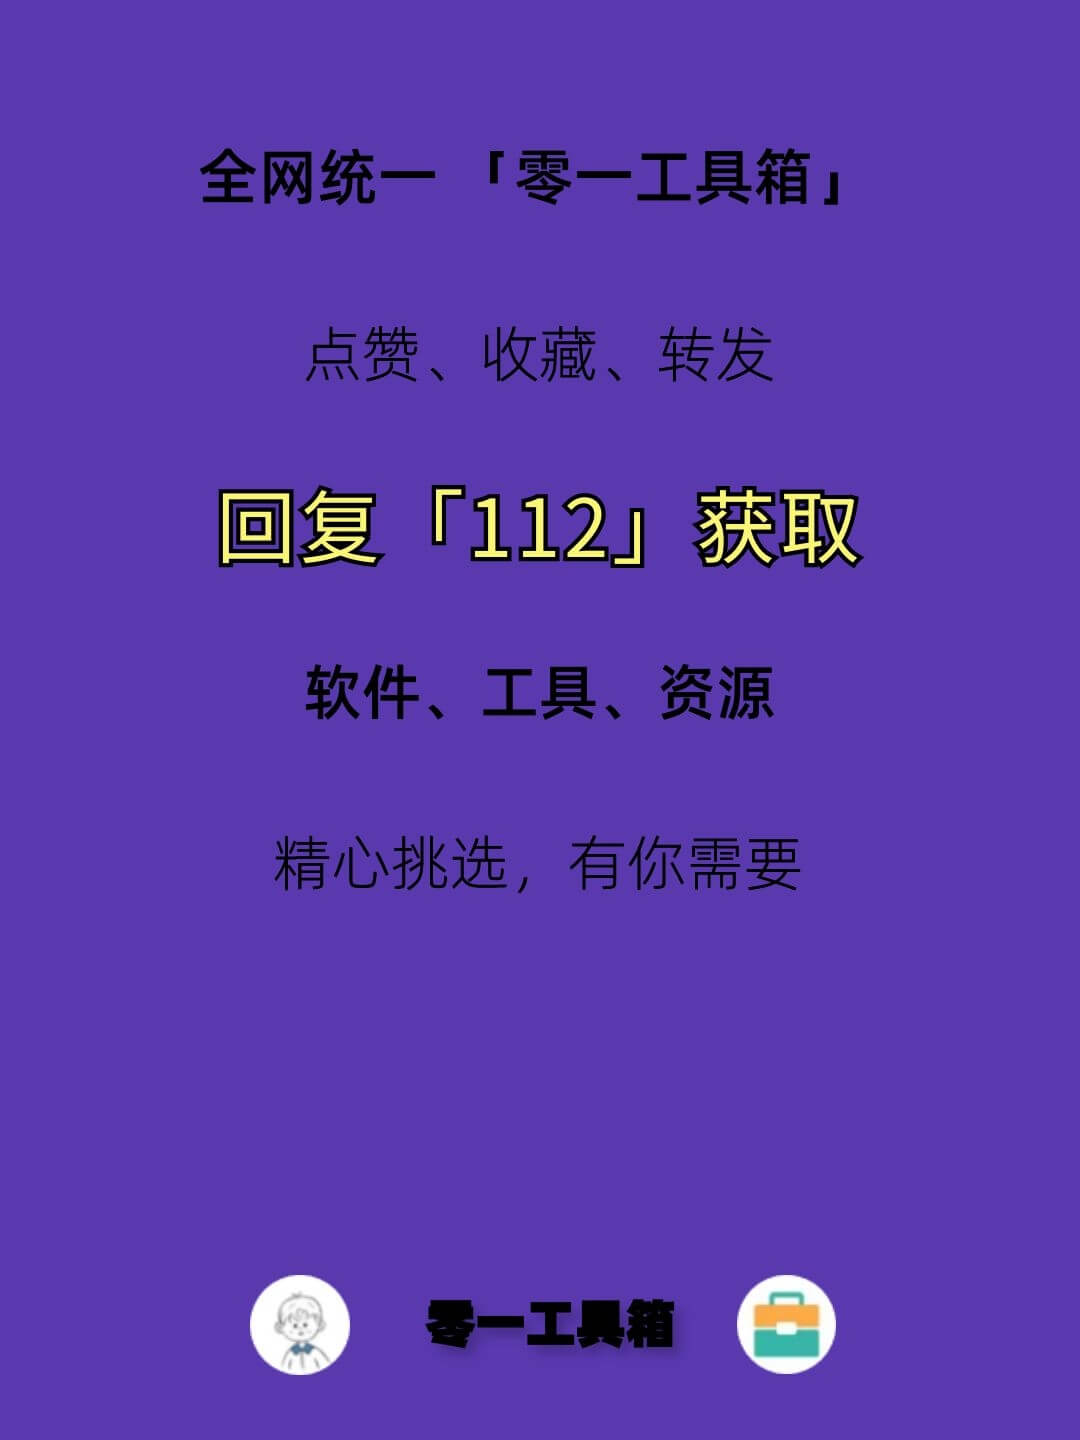 全网统一「零一工具箱」
点赞、收藏、转发
回复「112」获取
软件、工具、资源
精心挑选，有你需要
零一工具箱